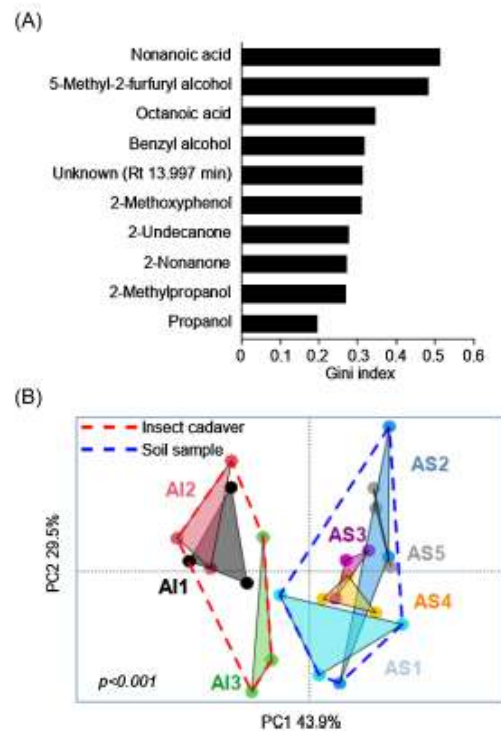 (A)
Nonanoic acid
5-Methyl-2-furfuryl alcohol
Octanoic acid
Benzyl alcohol
Unknown (Rt 13.997 min)
2-Methoxyphenol
2-Undecanone
2-Nonanone
2-Methylpropanol
Propanol
0 0.1 0.2 0.3 0.4 0.5 0.6
Gini index
(B)
Insect cadaver
Soil sample
AI2
AS2
AS3
AS5
AI1
AS4
AI3
AS1
PC2 29.5%
p<0.001
PC1 43.9%